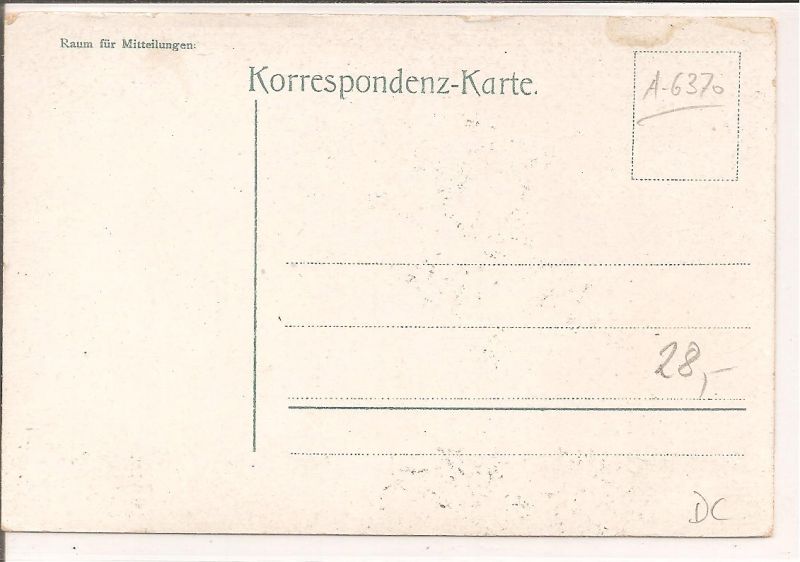 Raum für Mitteilungen:
Korrespondenz-Karte.
A-6370
28,-
DC